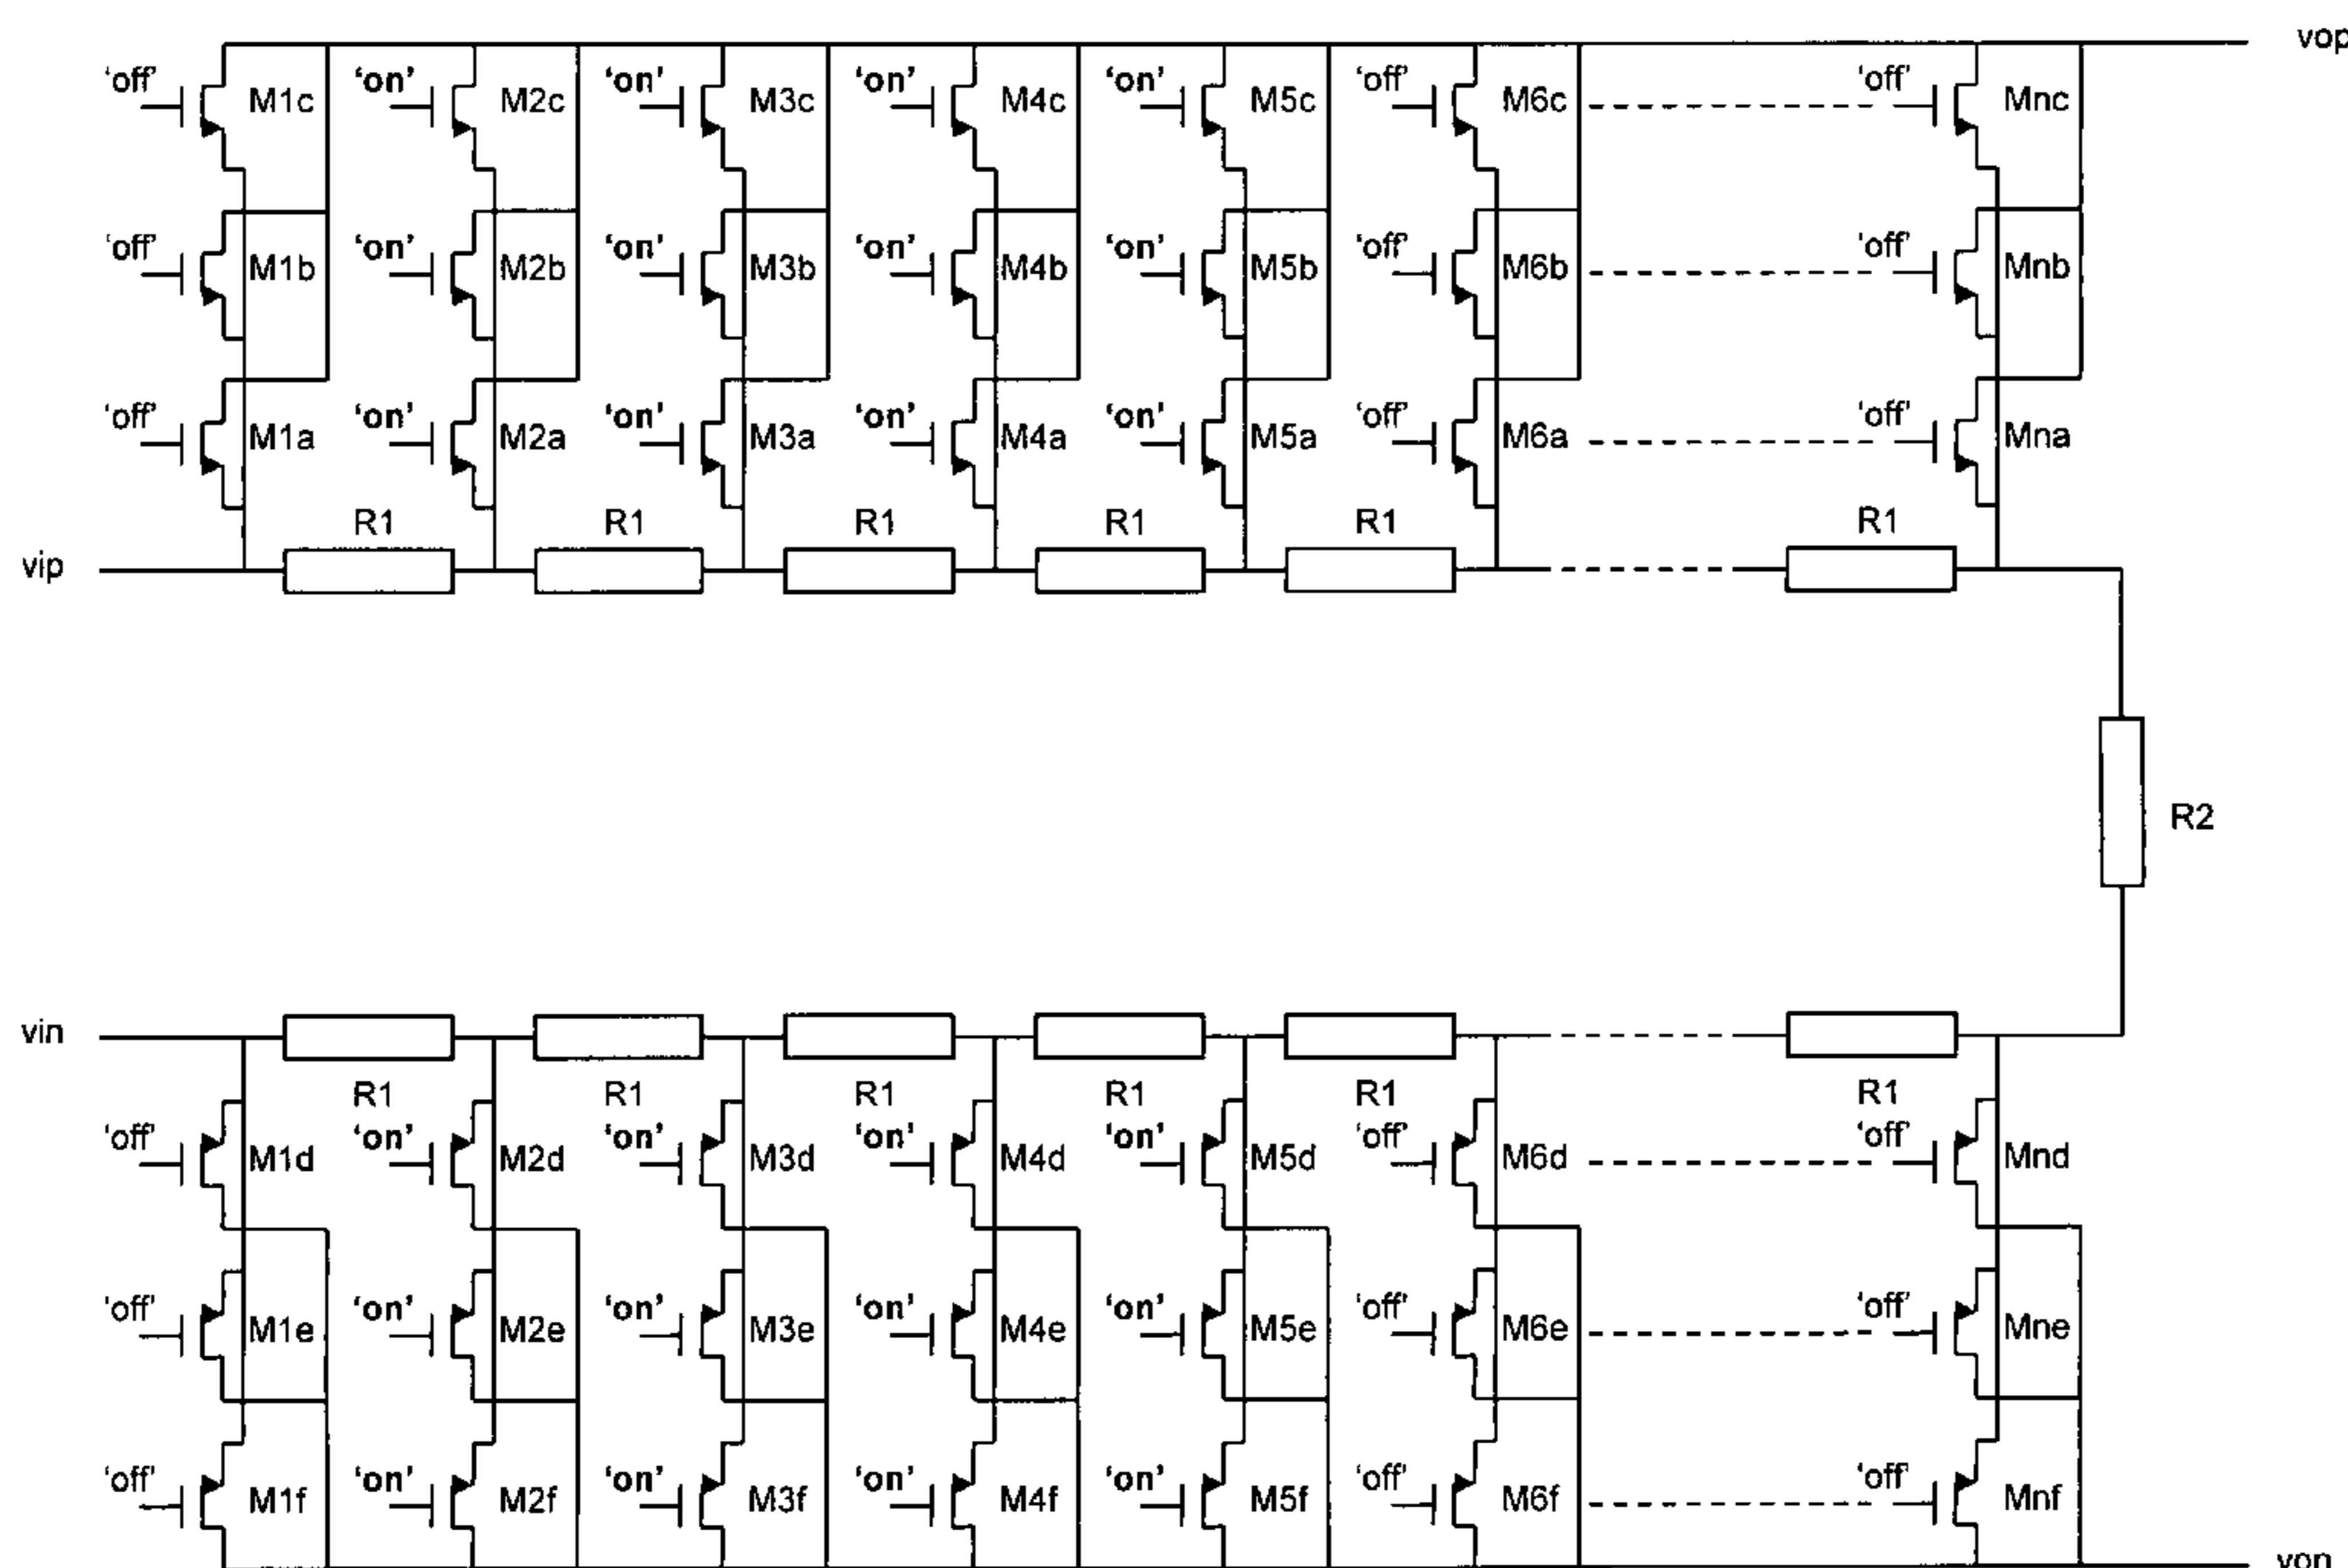 vop
'off' M1c 'on' M2c 'on' M3c 'on' M4c 'on' M5c 'off' M6c 'off' Mnc
'off' M1b 'on' M2b 'on' M3b 'on' M4b 'on' M5b 'off' M6b 'off' Mnb
'off' M1a 'on' M2a 'on' M3a 'on' M4a 'on' M5a 'off' M6a 'off' Mna
R1 R1 R1 R1 R1 R1
vip
R2
vin
R1 R1 R1 R1 R1 R1
'off' M1d 'on' M2d 'on' M3d 'on' M4d 'on' M5d 'off' M6d 'off' Mnd
'off' M1e 'on' M2e 'on' M3e 'on' M4e 'on' M5e 'off' M6e 'off' Mne
'off' M1f 'on' M2f 'on' M3f 'on' M4f 'on' M5f 'off' M6f 'off' Mnf
von